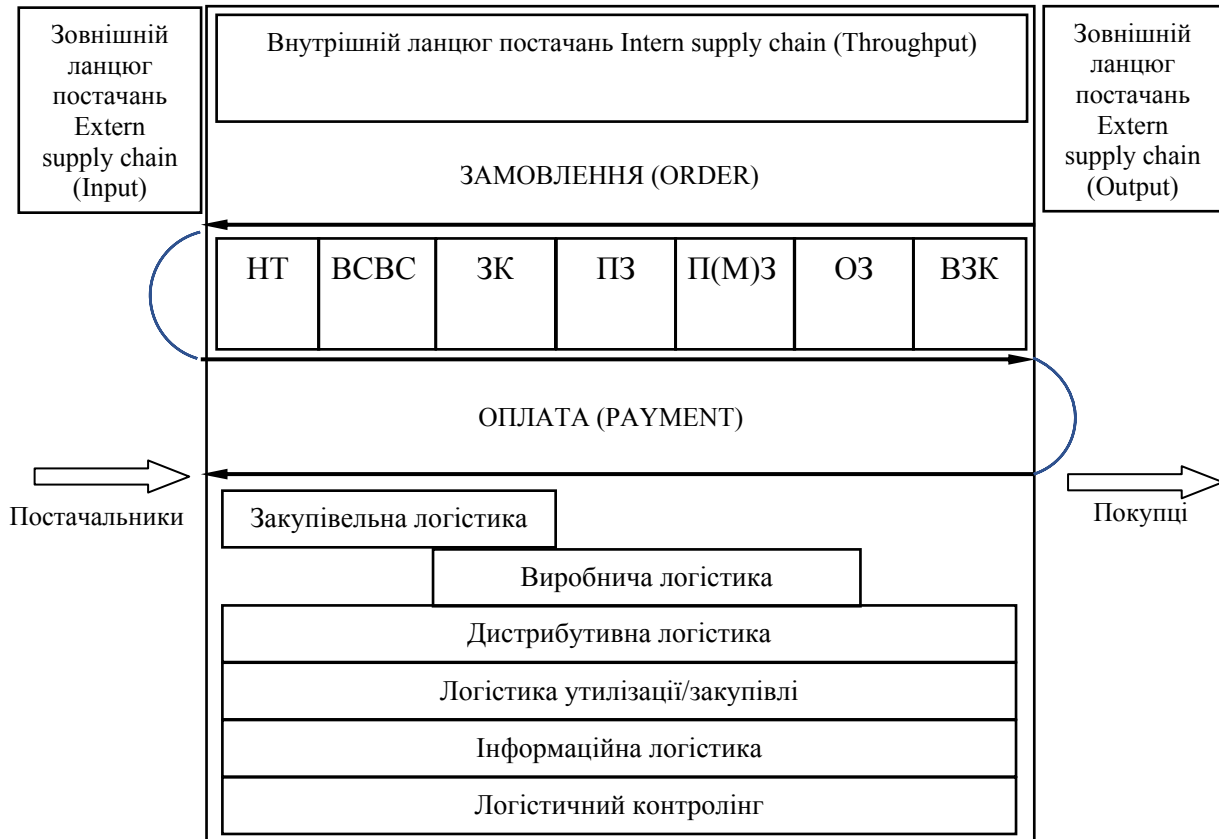 Зовнішній
ланцюг
постачань
Extern
supply chain
(Input)
Внутрішній ланцюг постачань Intern supply chain (Throughput)
Зовнішній
ланцюг
постачань
Extern
supply chain
(Output)
ЗАМОВЛЕННЯ (ORDER)
НТ ВСВС ЗК ПЗ П(М)З ОЗ ВЗК
ОПЛАТА (PAYMENT)
Постачальники
Покупці
Закупівельна логістика
Виробнича логістика
Дистрибутивна логістика
Логістика утилізації/закупівлі
Інформаційна логістика
Логістичний контролінг